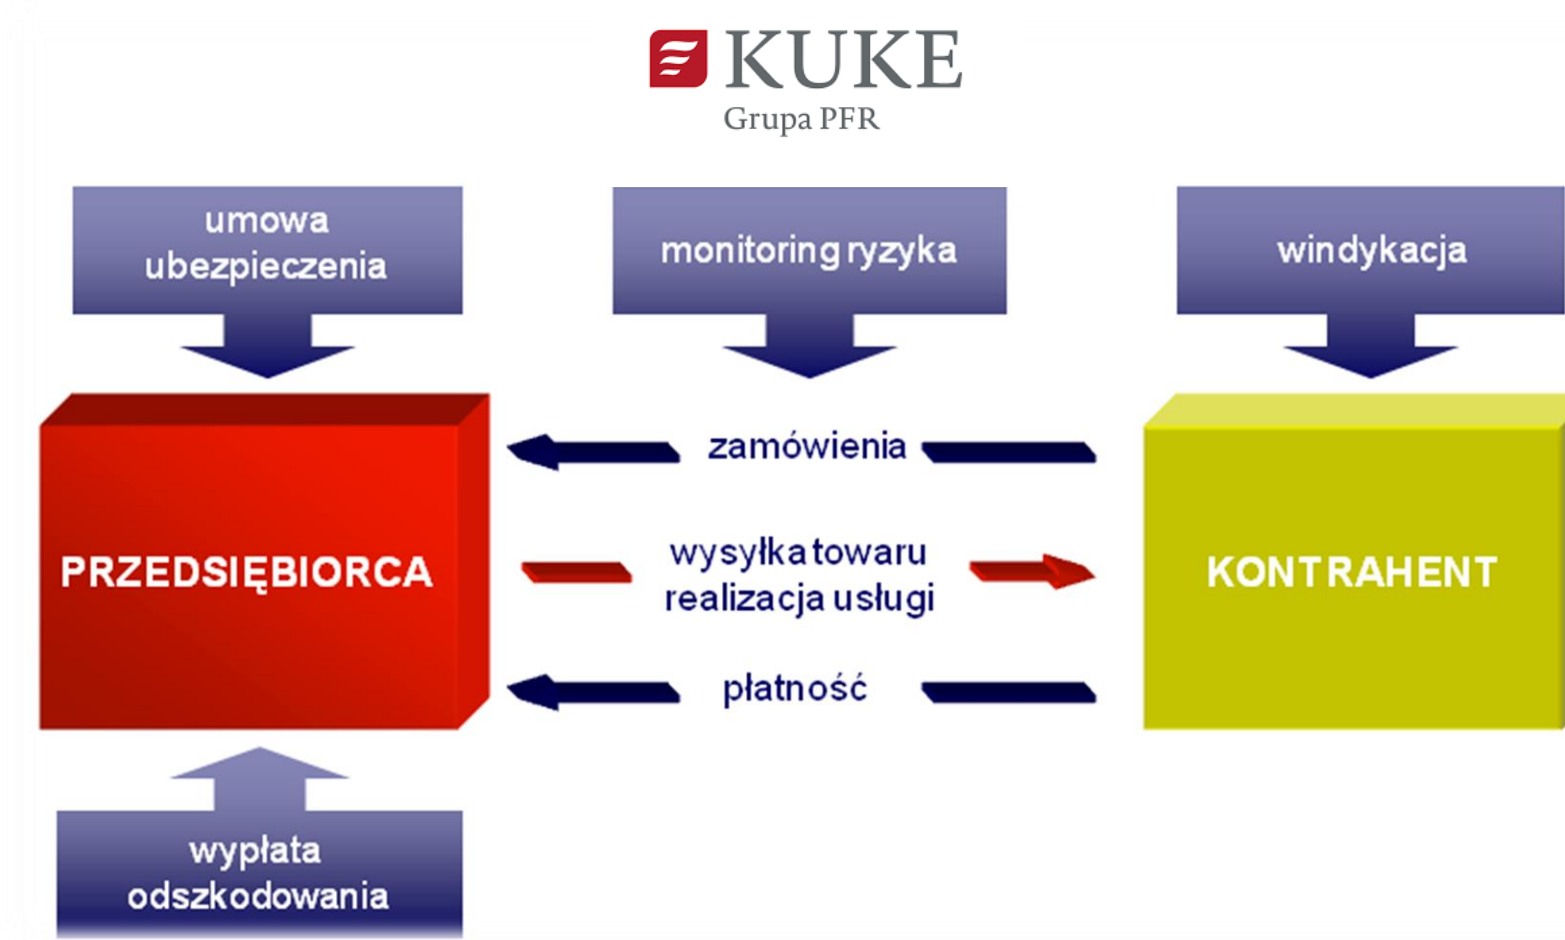 KUKE
Grupa PFR
umowa
ubezpieczenia
monitoring ryzyka
windykacja
zamówienia
PRZEDSIĘBIORCA
wysyłka towaru
realizacja usługi
KONTRAHENT
płatność
wypłata
odszkodowania